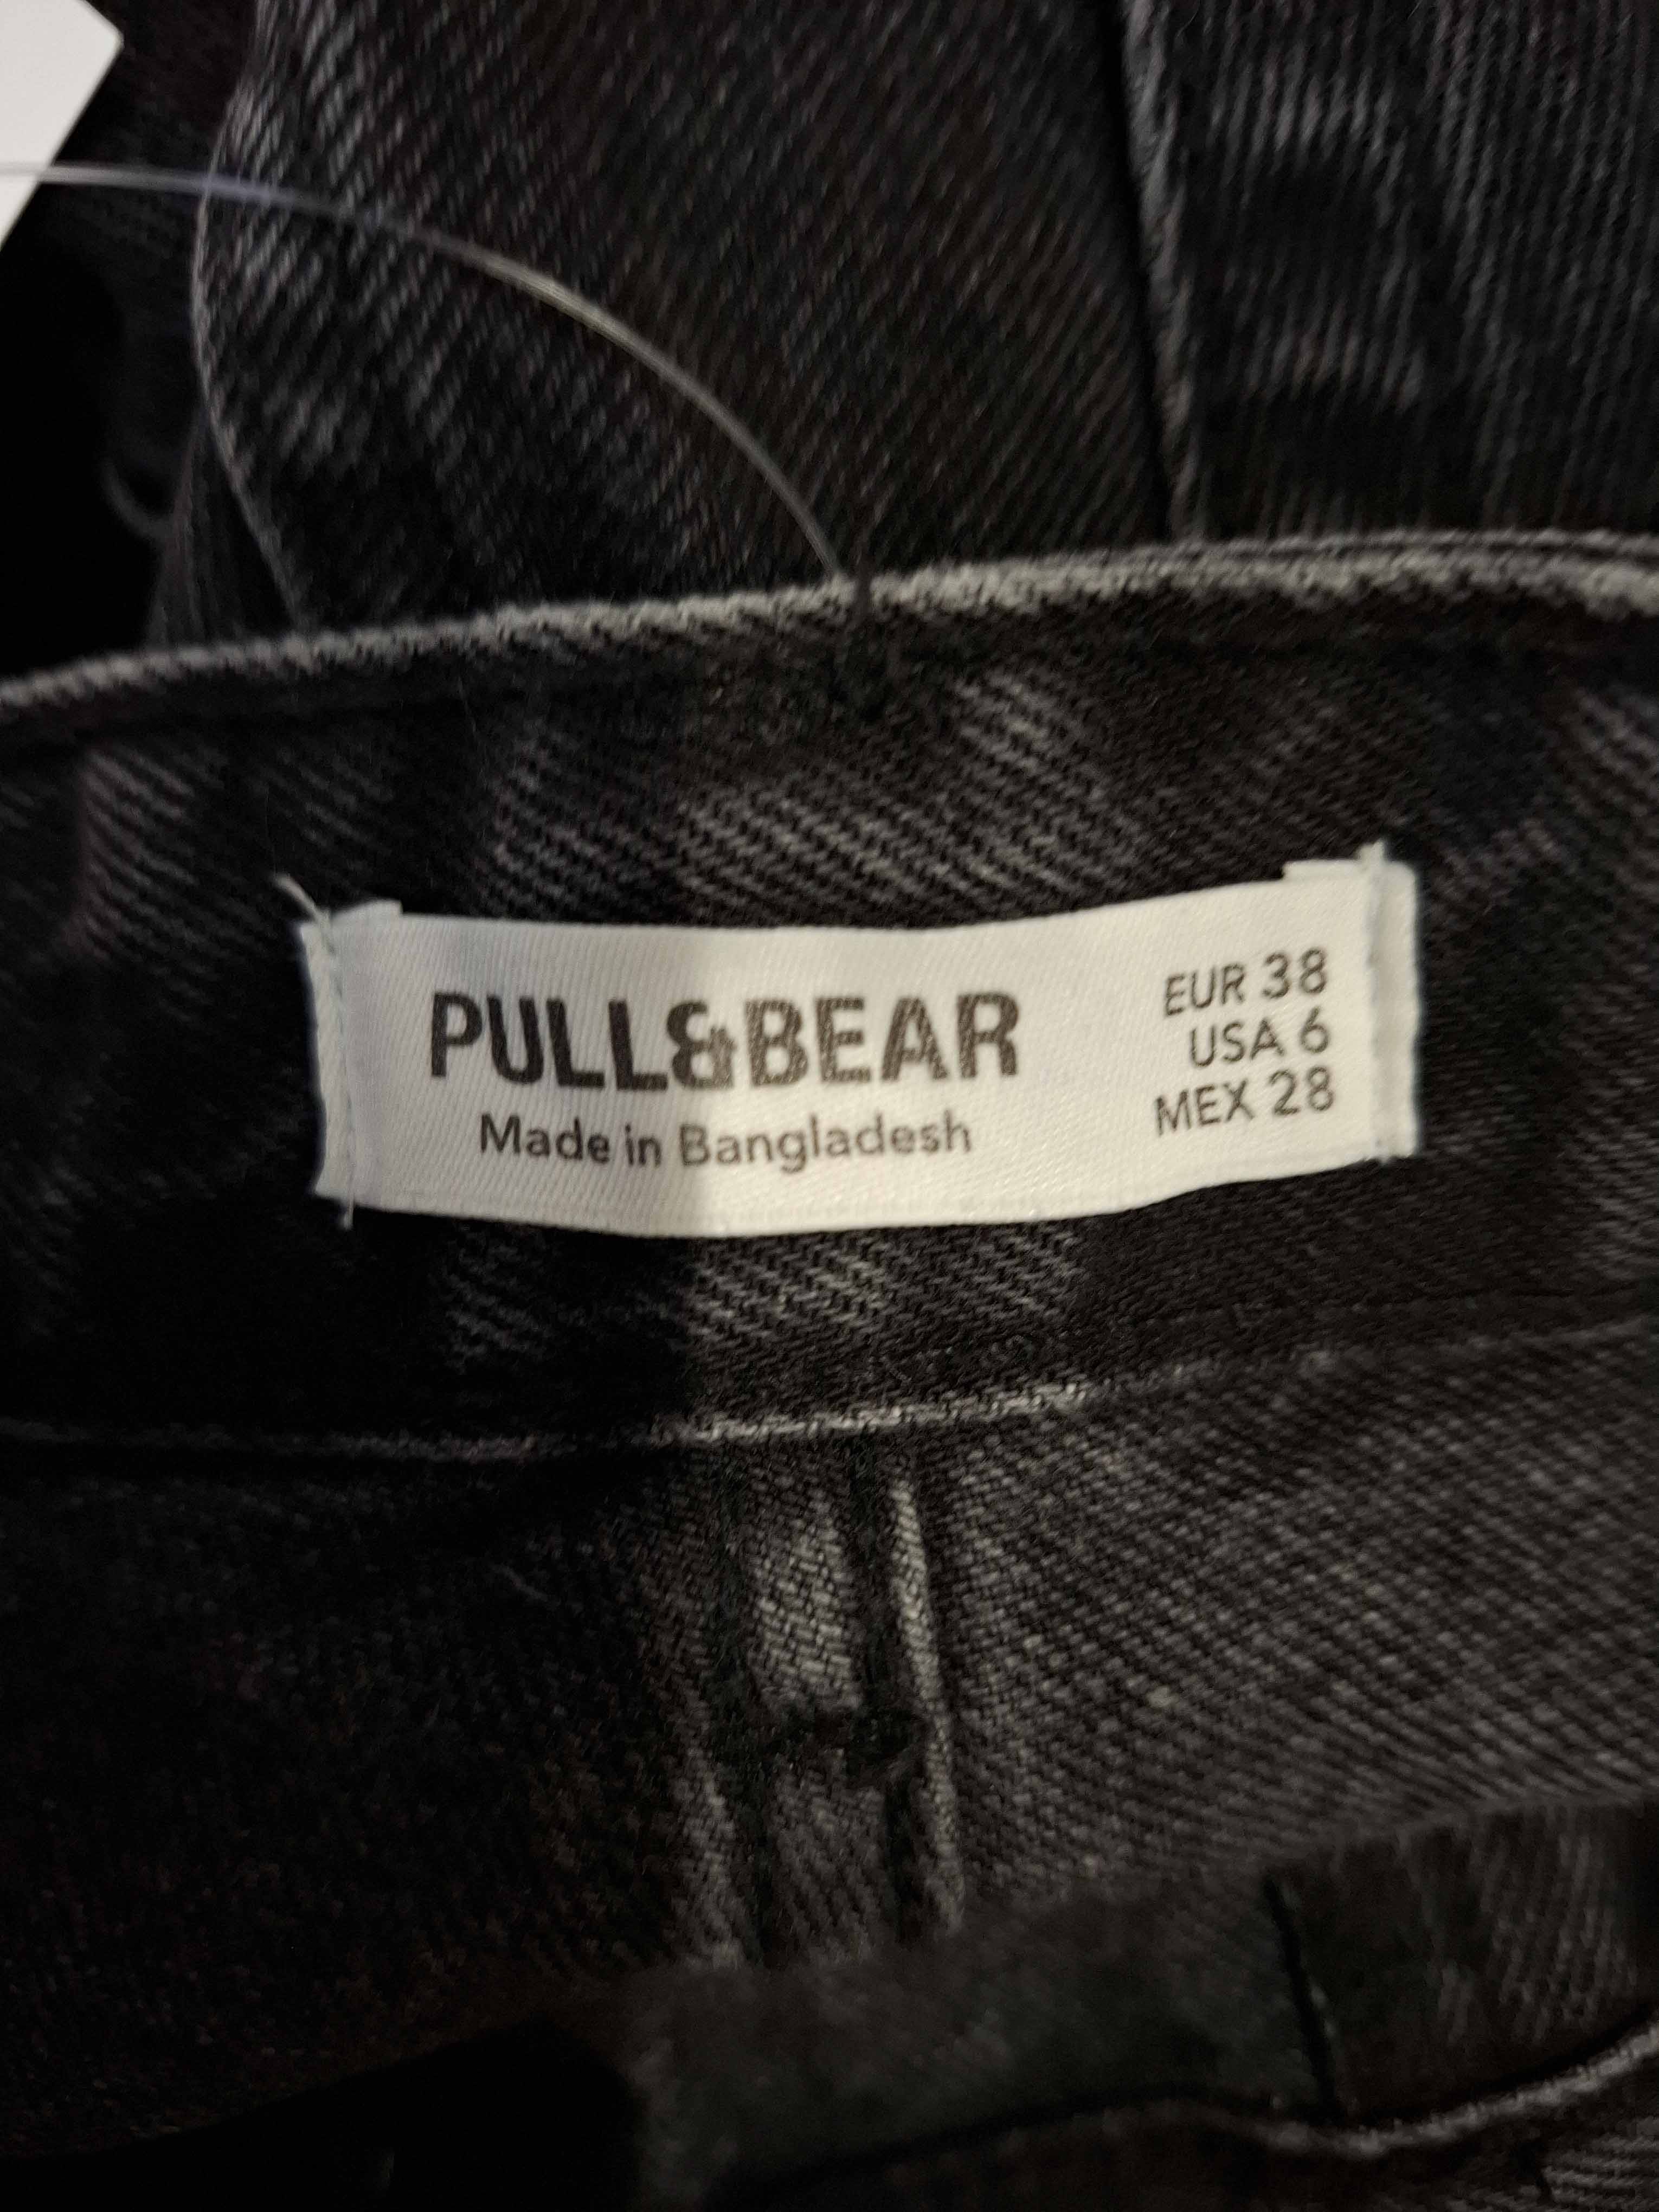 PULL&BEAR
Made in Bangladesh
EUR 38
USA 6
MEX 28